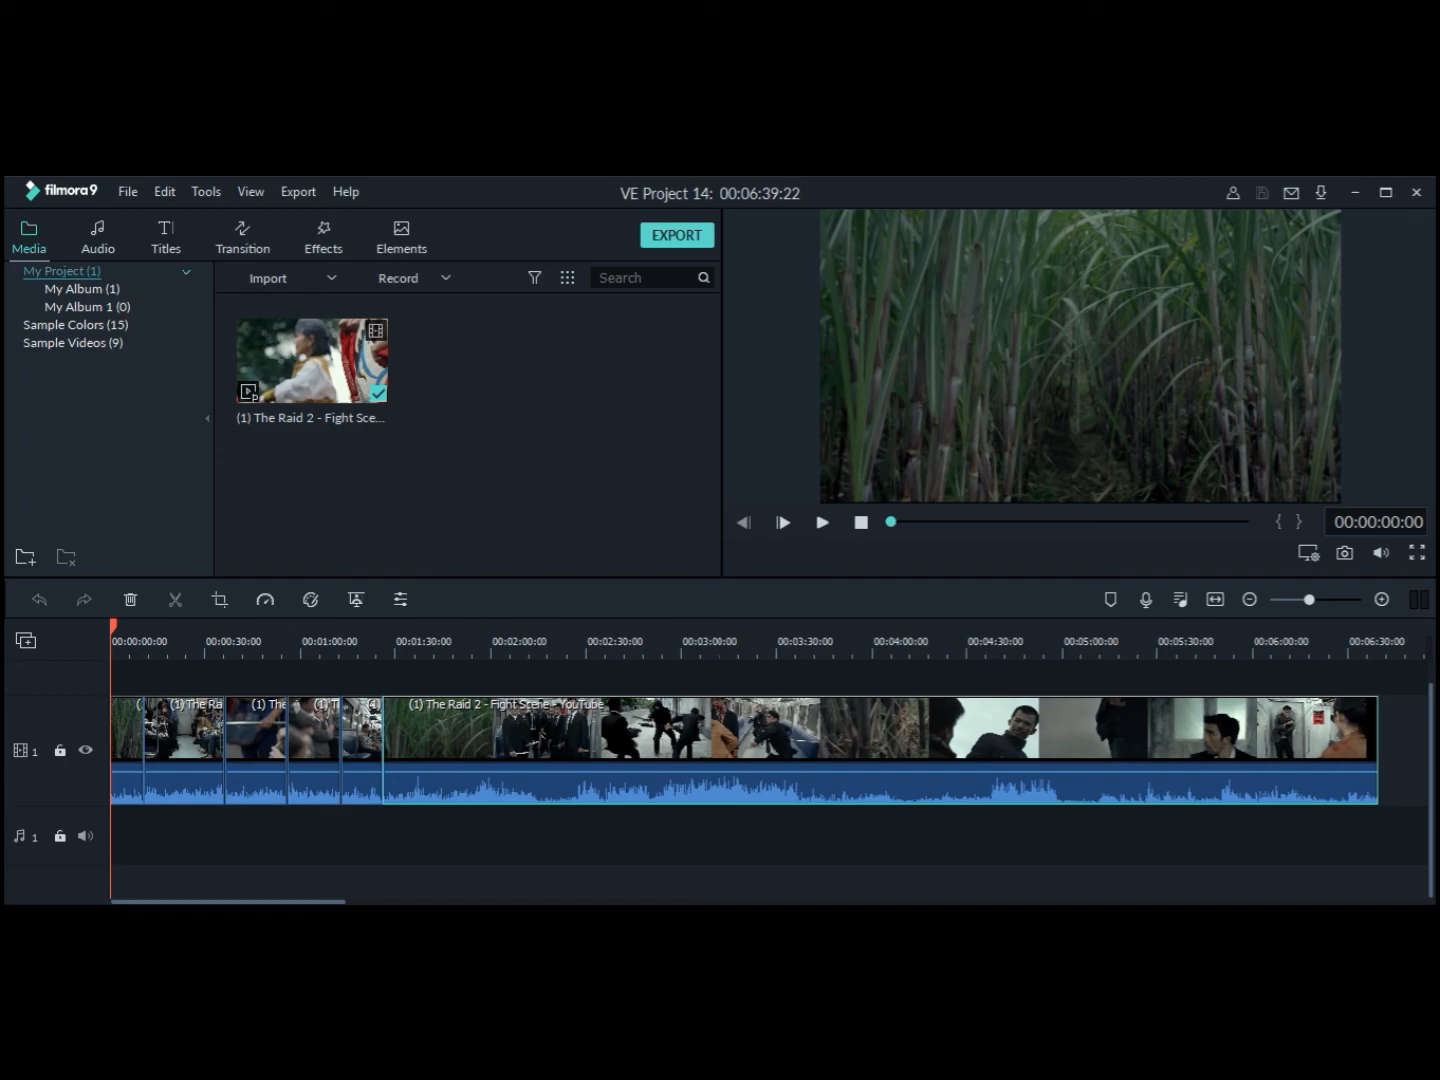 filmora9 File Edit Tools View Export Help VE Project 14: 00:06:39:22
Media Audio Titles Transition Effects Elements EXPORT
My Project (1)
My Album (1)
My Album 1 (0)
Sample Colors (15)
Sample Videos (9)
Import Record Search
(1) The Raid 2 - Fight Sce...
00:00:00:00
00:00:00:00 00:00:30:00 00:01:00:00 00:01:30:00 00:02:00:00 00:02:30:00 00:03:00:00 00:03:30:00 00:04:00:00 00:04:30:00 00:05:00:00 00:05:30:00 00:06:00:00 00:06:30:00
( (1) The Ra (1) The (1) T (1) (1) The Raid 2 - Fight Scene - YouTube
1
1